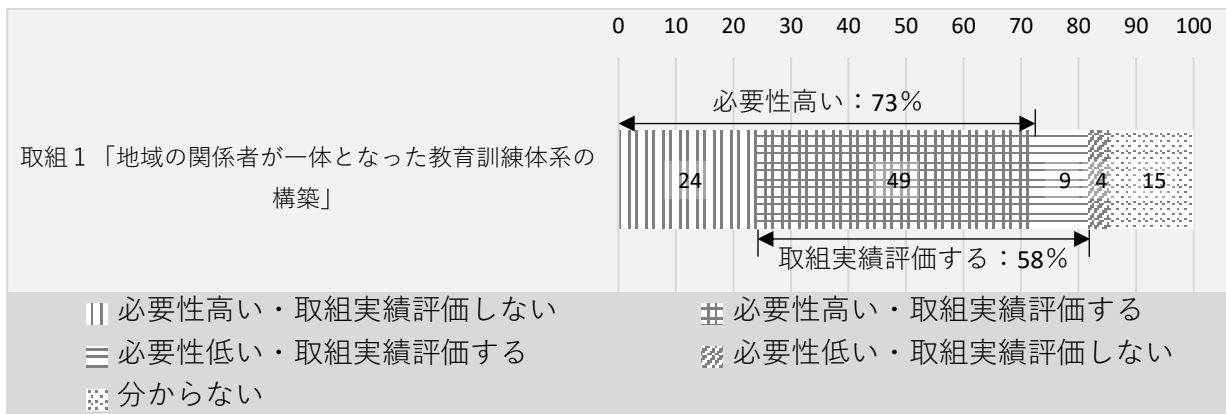 0 10 20 30 40 50 60 70 80 90 100
必要性高い：73％
取組１「地域の関係者が一体となった教育訓練体系の
構築」
24 49 9 4 15
取組実績評価する：58％
必要性高い・取組実績評価しない
必要性高い・取組実績評価する
必要性低い・取組実績評価する
必要性低い・取組実績評価しない
分からない